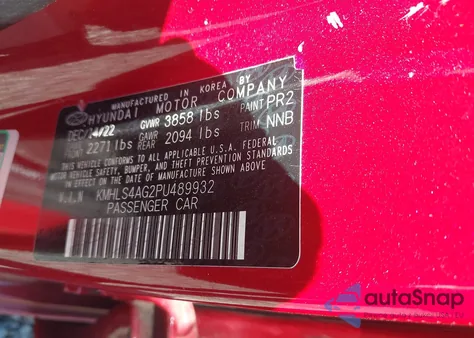 MANUFACTURED IN KOREA BY
HYUNDAI MOTOR COMPANY
DEC/14/22 GVWR 3858 lbs PAINT PR2
2271 lbs REAR 2094 lbs TRIM NNB
THIS VEHICLE CONFORMS TO ALL APPLICABLE U.S.A. FEDERAL
MOTOR VEHICLE SAFETY, BUMPER, AND THEFT PREVENTION
STANDARDS IN EFFECT ON THE DATE OF MANUFACTURE SHOWN ABOVE
V.I.N KMHLS4AG2PU489932
PASSENGER CAR
autoSnap